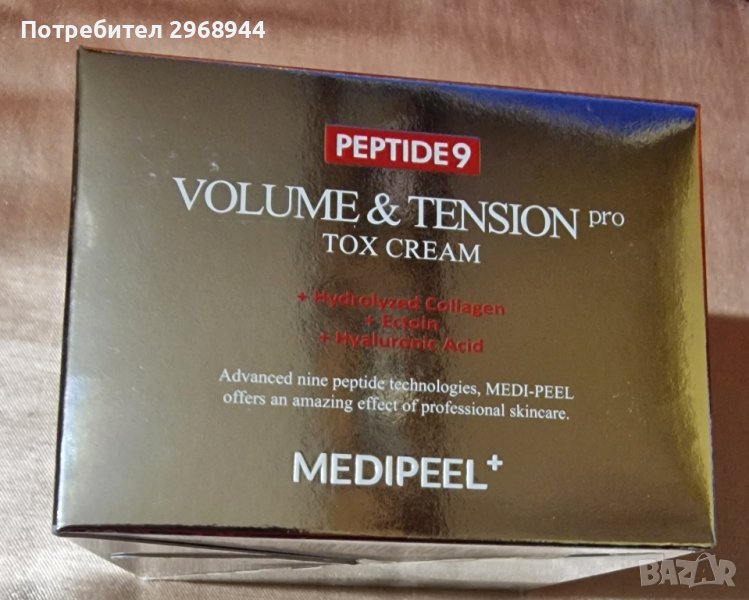 Потребител 2968944
PEPTIDE9
VOLUME & TENSION pro
TOX CREAM
+ Hydrolyzed Collagen
+ Ectoin
+ Hyaluronic Acid
Advanced nine peptide technologies, MEDI-PEEL
offers an amazing effect of professional skincare.
MEDIPEEL+
BAZAR